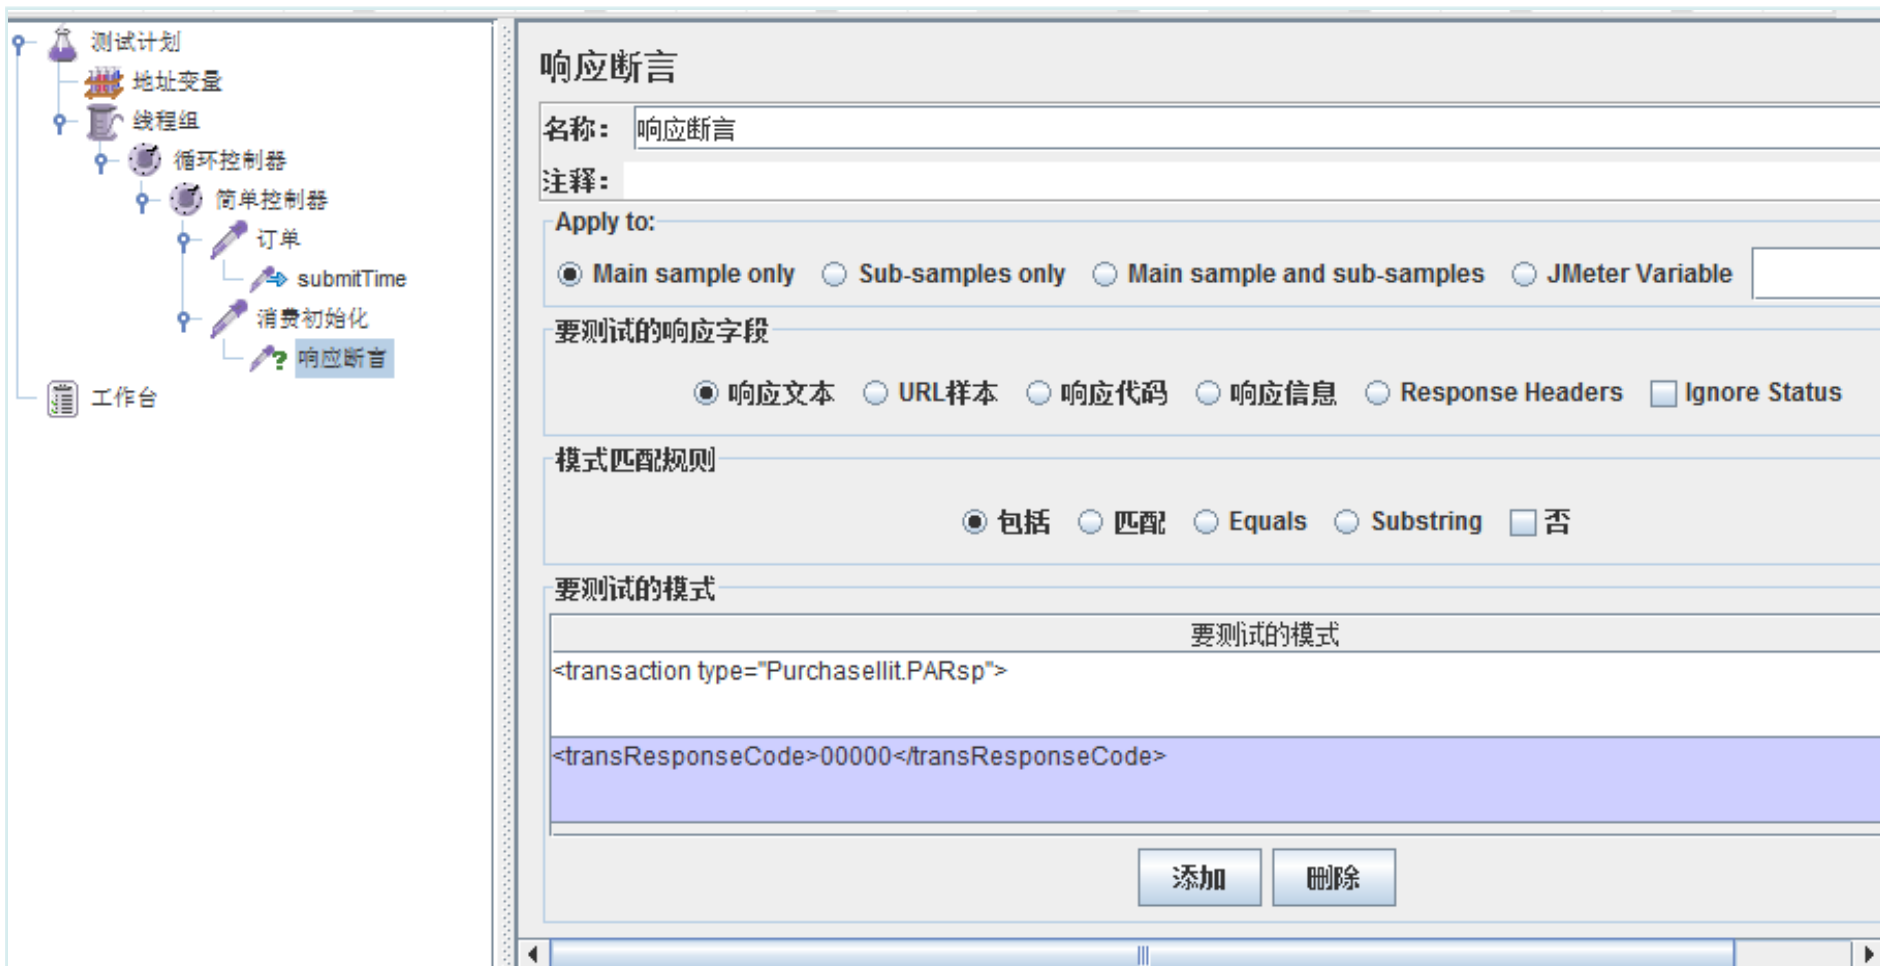 测试计划
地址变量
线程组
循环控制器
简单控制器
订单
submitTime
消费初始化
响应断言
工作台
响应断言
名称： 响应断言
注释：
Apply to:
Main sample only Sub-samples only Main sample and sub-samples JMeter Variable
要测试的响应字段
响应文本 URL样本 响应代码 响应信息 Response Headers Ignore Status
模式匹配规则
包括 匹配 Equals Substring 否
要测试的模式
要测试的模式
<transaction type="Purchasellit.PARsp">
<transResponseCode>00000</transResponseCode>
添加 删除